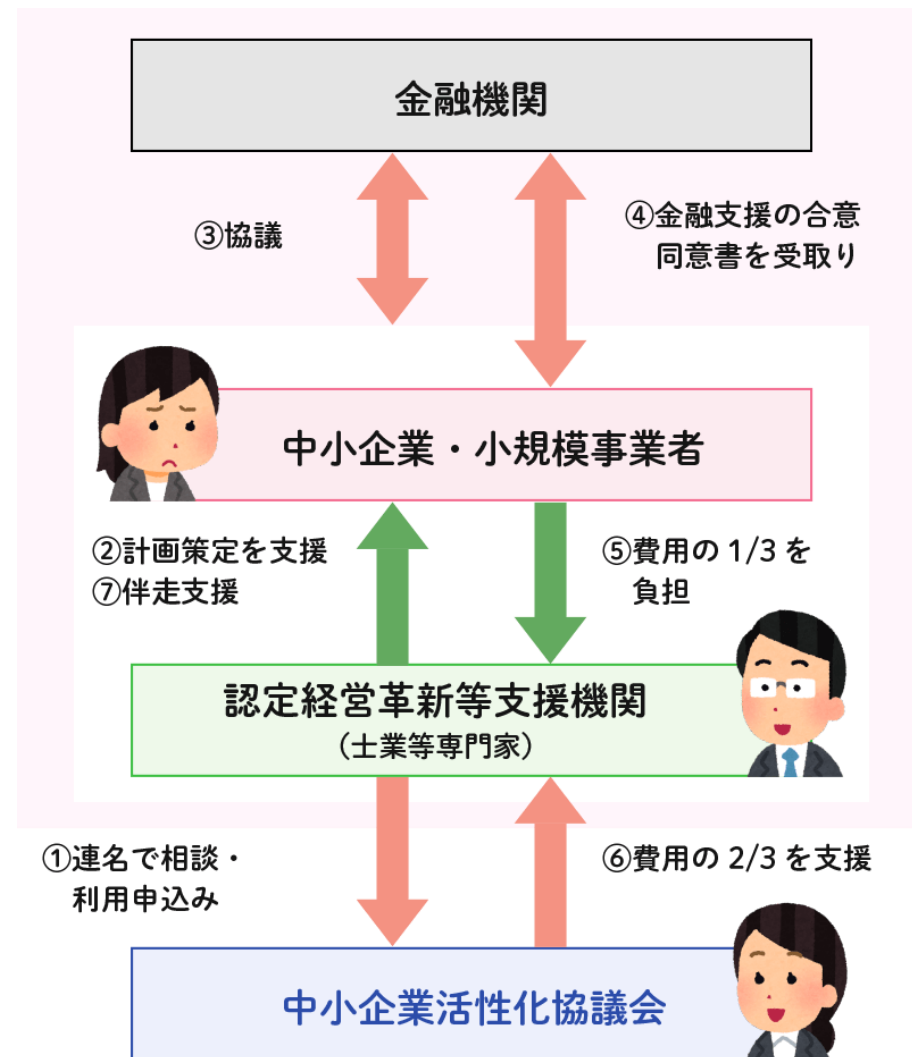 金融機関
③協議
④金融支援の合意
同意書を受取り
中小企業・小規模事業者
②計画策定を支援
⑦伴走支援
⑤費用の1/3を
負担
認定経営革新等支援機関
（士業等専門家）
①連名で相談・
利用申込み
⑥費用の2/3を支援
中小企業活性化協議会